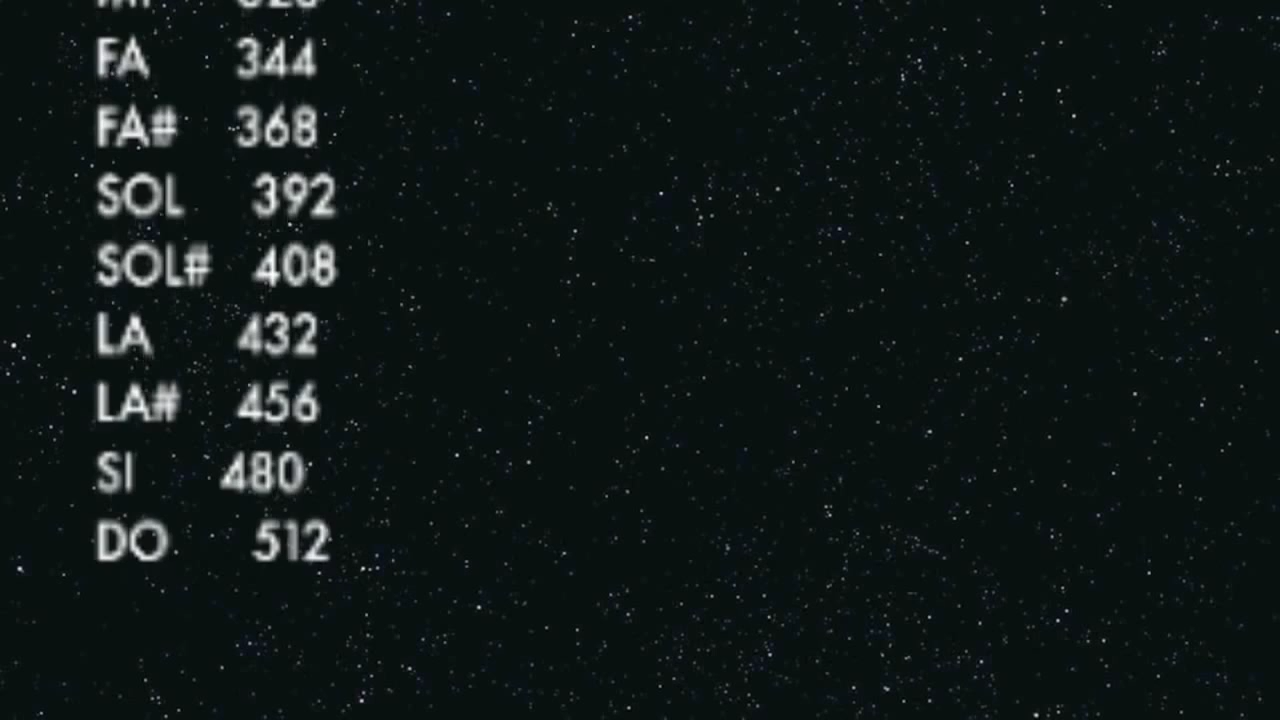 FA 344
FA# 368
SOL 392
SOL# 408
LA 432
LA# 456
SI 480
DO 512